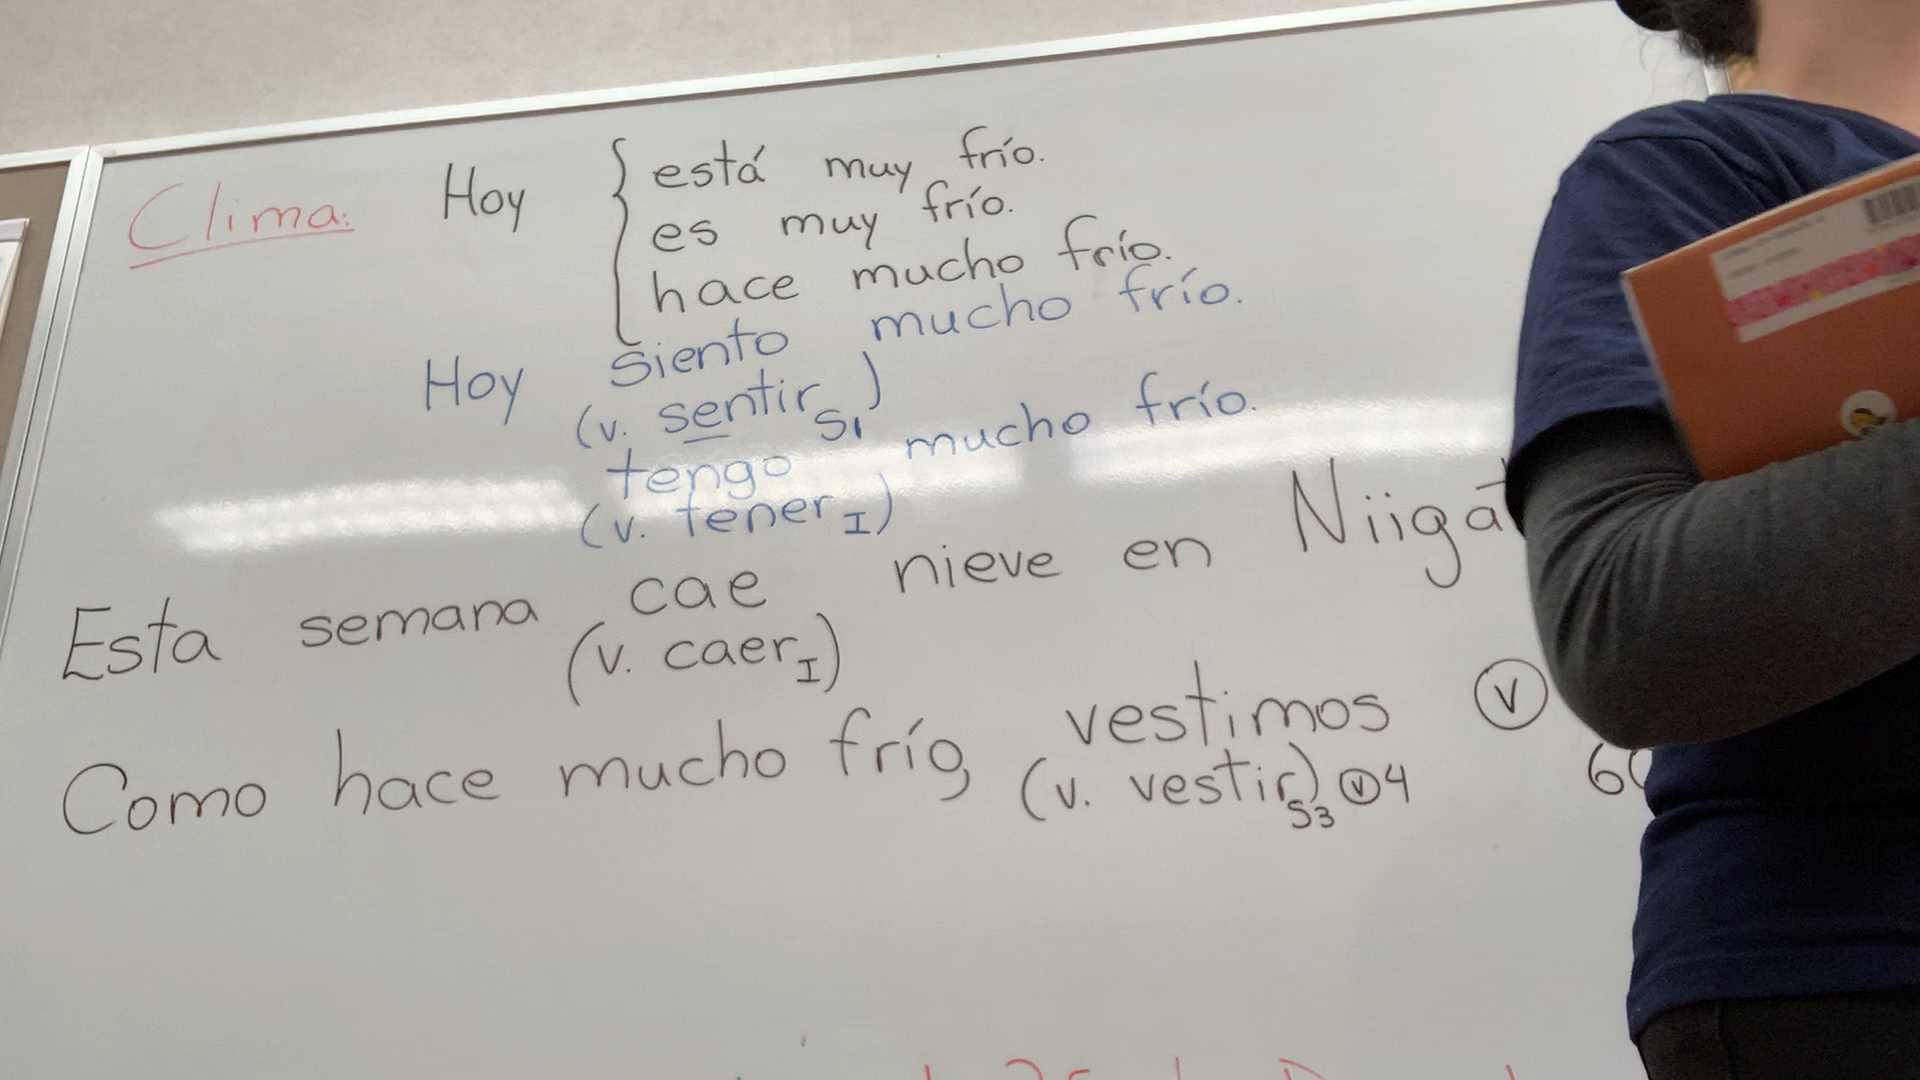 Clima: Hoy { está muy frío.
es muy frío.
hace mucho frío.
Hoy siento mucho frío.
(v. sentir S1)
tengo mucho frío.
(v. tener I)
Esta semana cae nieve en
(v. caer I)
Como hace mucho frío, vestimos Ⓥ
(v. vestir) S3 Ⓥ4